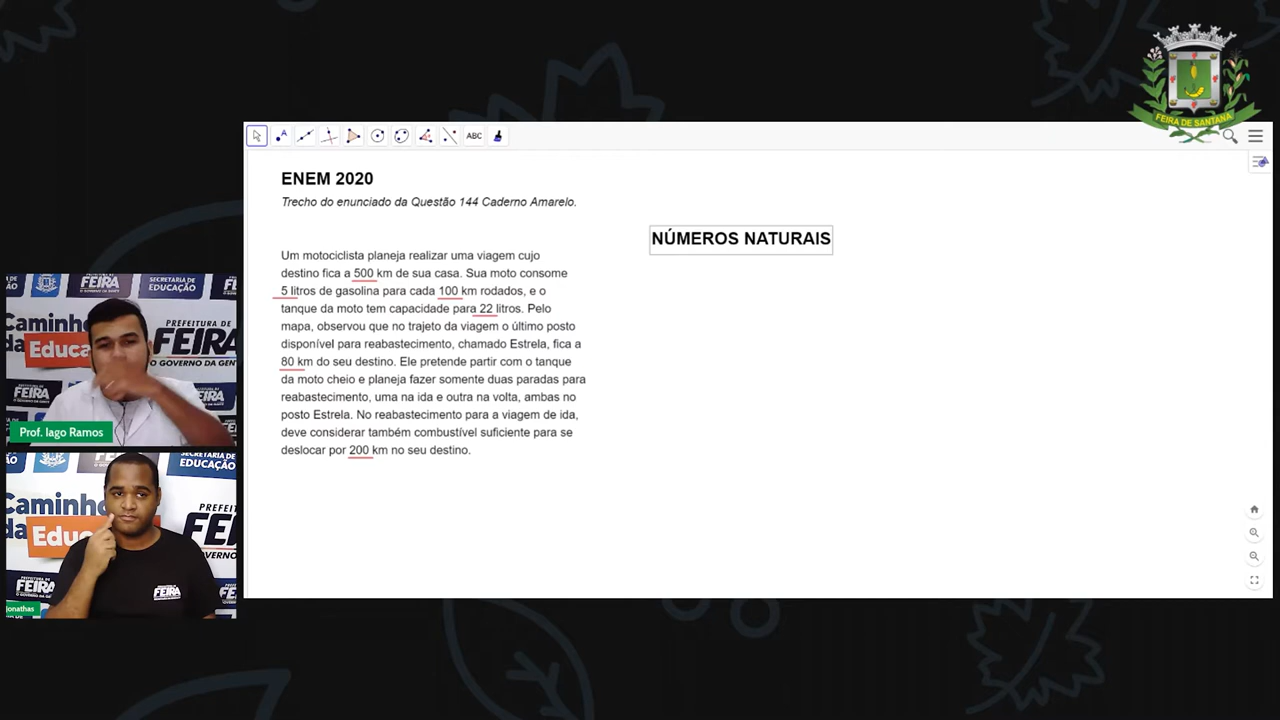 FEIRA DE SANTANA
ABC
ENEM 2020
Trecho do enunciado da Questão 144 Caderno Amarelo.
NÚMEROS NATURAIS
Um motociclista planeja realizar uma viagem cujo
destino fica a 500 km de sua casa. Sua moto consome
5 litros de gasolina para cada 100 km rodados, e o
tanque da moto tem capacidade para 22 litros. Pelo
mapa, observou que no trajeto da viagem o último posto
disponível para reabastecimento, chamado Estrela, fica a
80 km do seu destino. Ele pretende partir com o tanque
da moto cheio e planeja fazer somente duas paradas para
reabastecimento, uma na ida e outra na volta, ambas no
posto Estrela. No reabastecimento para a viagem de ida,
deve considerar também combustível suficiente para se
deslocar por 200 km no seu destino.
SECRETARIA DE
EDUCAÇÃO
Caminho
da Educa
PREFEITURA DE
FEIRA
O GOVERNO DA GENTE
Prof. Iago Ramos
Caminho
da Educ
FEIRA
Jonathas